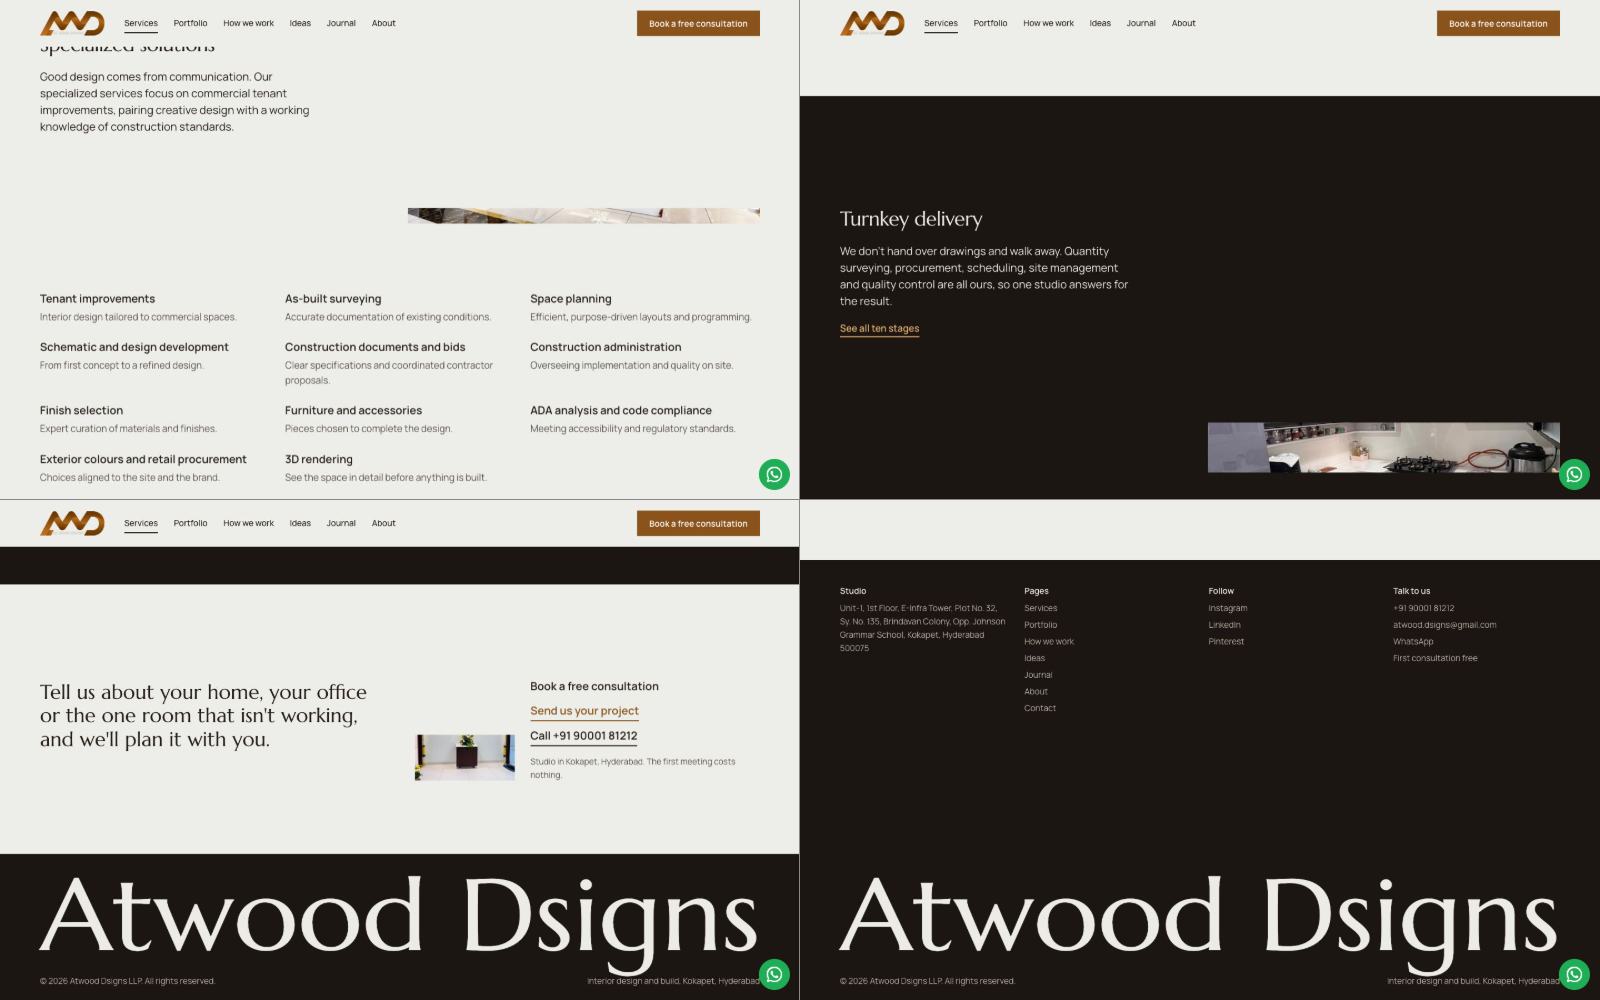 Services Portfolio How we work Ideas Journal About Book a free consultation
Specialized solutions
Good design comes from communication. Our
specialized services focus on commercial tenant
improvements, pairing creative design with a working
knowledge of construction standards.
Tenant improvements
Interior design tailored to commercial spaces.
As-built surveying
Accurate documentation of existing conditions.
Space planning
Efficient, purpose-driven layouts and programming.
Schematic and design development
From first concept to a refined design.
Construction documents and bids
Clear specifications and coordinated contractor
proposals.
Construction administration
Overseeing implementation and quality on site.
Finish selection
Expert curation of materials and finishes.
Furniture and accessories
Pieces chosen to complete the design.
ADA analysis and code compliance
Meeting accessibility and regulatory standards.
Exterior colours and retail procurement
Choices aligned to the site and the brand.
3D rendering
See the space in detail before anything is built.
Services Portfolio How we work Ideas Journal About Book a free consultation
Turnkey delivery
We don't hand over drawings and walk away. Quantity
surveying, procurement, scheduling, site management
and quality control are all ours, so one studio answers for
the result.
See all ten stages
Services Portfolio How we work Ideas Journal About Book a free consultation
Tell us about your home, your office
or the one room that isn't working,
and we'll plan it with you.
Book a free consultation
Send us your project
Call +91 90001 81212
Studio in Kokapet, Hyderabad. The first meeting costs
nothing.
Atwood Dsigns
© 2026 Atwood Dsigns LLP. All rights reserved.
Interior design and build, Kokapet, Hyderabad
Studio
Unit-1, 1st Floor, E-Infra Tower, Plot No. 32,
Sy. No. 135, Brindavan Colony, Opp. Johnson
Grammar School, Kokapet, Hyderabad
500075
Pages
Services
Portfolio
How we work
Ideas
Journal
About
Contact
Follow
Instagram
LinkedIn
Pinterest
Talk to us
+91 90001 81212
atwood.dsigns@gmail.com
WhatsApp
First consultation free
Atwood Dsigns
© 2026 Atwood Dsigns LLP. All rights reserved.
Interior design and build, Kokapet, Hyderabad